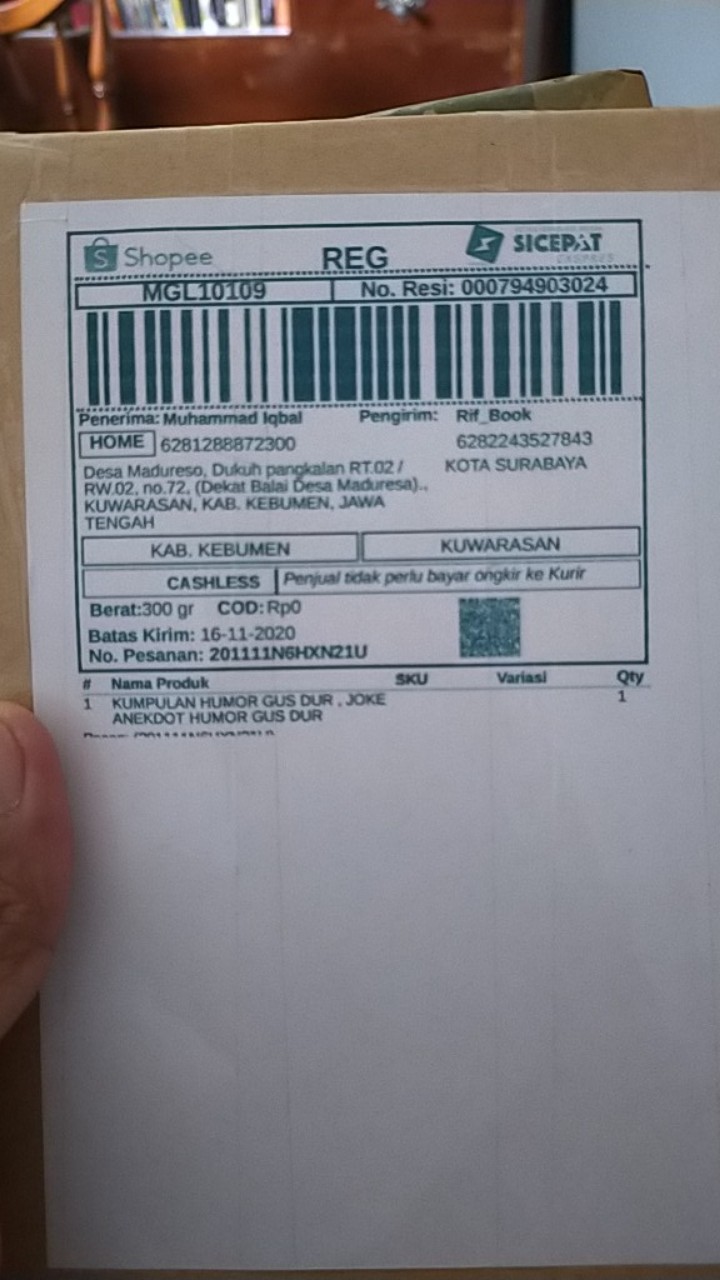 Shopee REG SICEPAT EKSPRES
MGL10109 No. Resi: 000794903024
Penerima: Muhammad Iqbal Pengirim: Rif_Book
HOME 6281288872300 6282243527843
Desa Madureso, Dukuh pangkalan RT.02 / KOTA SURABAYA
RW.02, no.72, (Dekat Balai Desa Maduresa).,
KUWARASAN, KAB. KEBUMEN, JAWA
TENGAH
KAB. KEBUMEN KUWARASAN
CASHLESS Penjual tidak perlu bayar ongkir ke Kurir
Berat:300 gr COD:Rp0
Batas Kirim: 16-11-2020
No. Pesanan: 201111N6HXN21U
# Nama Produk SKU Variasi Qty
1 KUMPULAN HUMOR GUS DUR , JOKE 1
ANEKDOT HUMOR GUS DUR